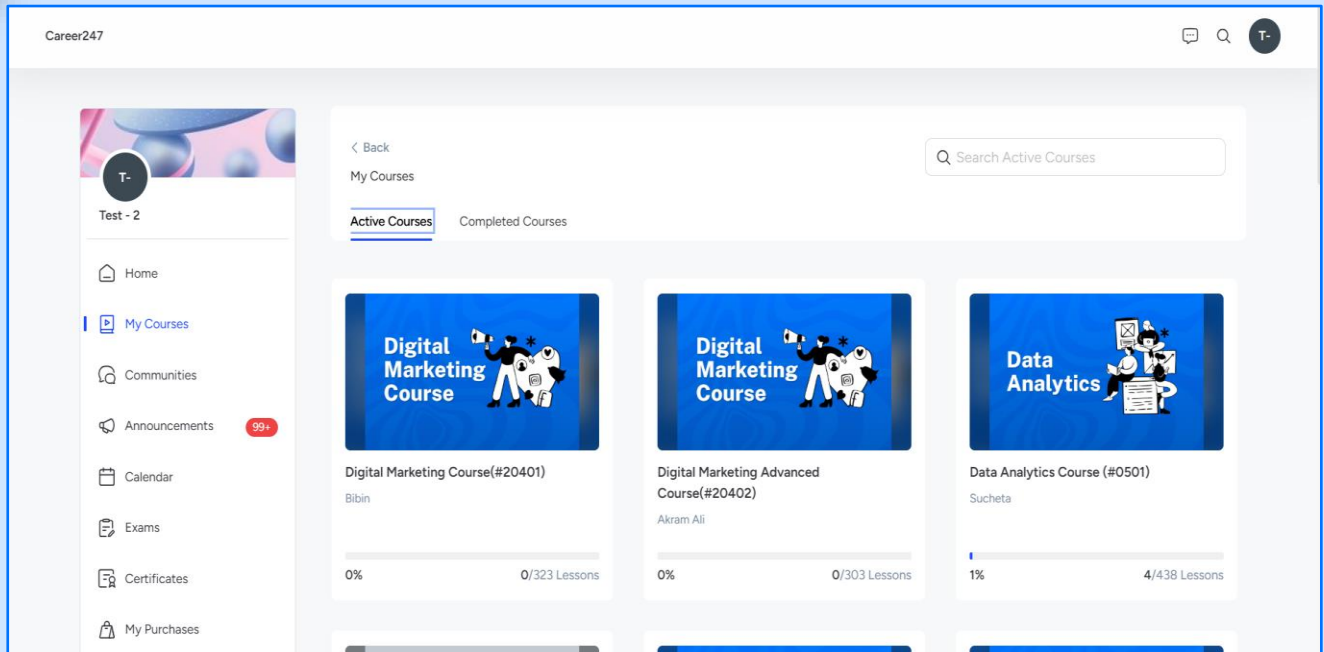 Career247
T-
T-
Test - 2
Home
My Courses
Communities
Announcements 99+
Calendar
Exams
Certificates
My Purchases
Back
My Courses
Search Active Courses
Active Courses Completed Courses
Digital
Marketing
Course
Digital Marketing Course(#20401)
Bibin
0% 0/323 Lessons
Digital
Marketing
Course
Digital Marketing Advanced
Course(#20402)
Akram Ali
0% 0/303 Lessons
Data
Analytics
Data Analytics Course (#0501)
Sucheta
1% 4/438 Lessons